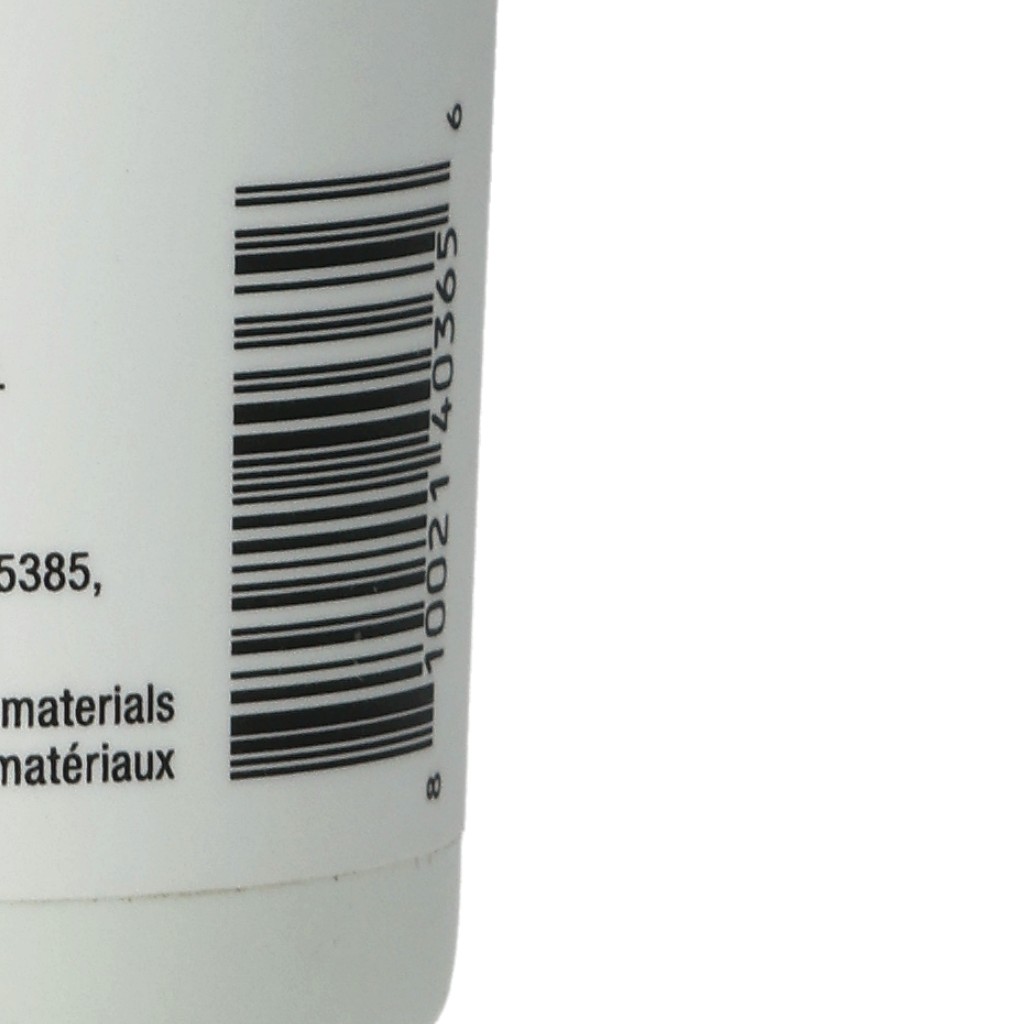 5385,
materials
matériaux
8 10021 40365 6